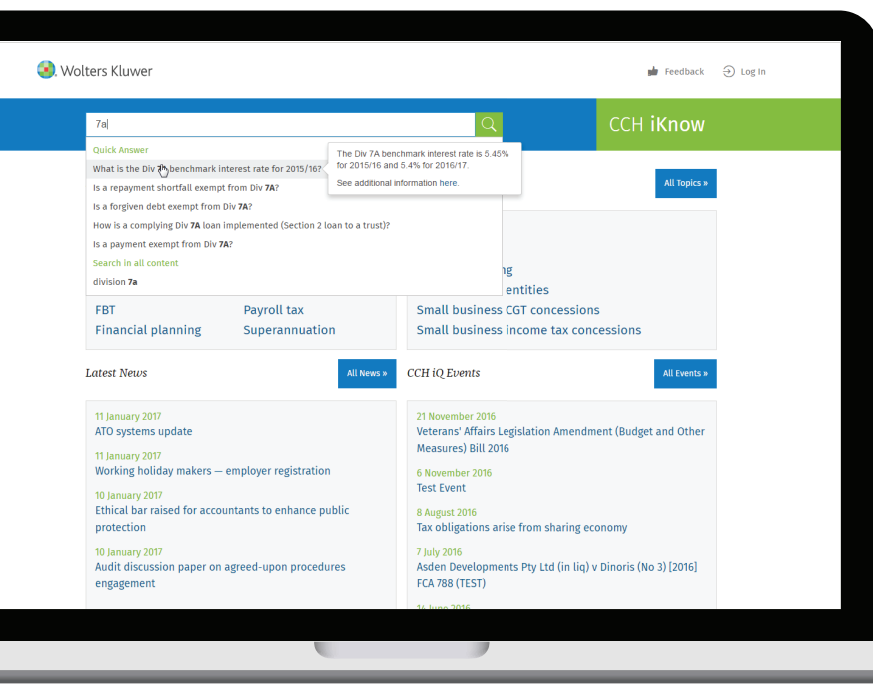 Wolters Kluwer
Feedback
Log In
7a
CCH iKnow
Quick Answer
What is the Div 7A benchmark interest rate for 2015/16?
The Div 7A benchmark interest rate is 5.45%
for 2015/16 and 5.4% for 2016/17.
See additional information here.
Is a repayment shortfall exempt from Div 7A?
Is a forgiven debt exempt from Div 7A?
How is a complying Div 7A loan implemented (Section 2 loan to a trust)?
Is a payment exempt from Div 7A?
Search in all content
division 7a
All Topics »
entities
FBT
Payroll tax
Small business CGT concessions
Financial planning
Superannuation
Small business income tax concessions
Latest News
All News »
CCH iQ Events
All Events »
11 January 2017
ATO systems update
11 January 2017
Working holiday makers — employer registration
10 January 2017
Ethical bar raised for accountants to enhance public
protection
10 January 2017
Audit discussion paper on agreed-upon procedures
engagement
21 November 2016
Veterans' Affairs Legislation Amendment (Budget and Other
Measures) Bill 2016
6 November 2016
Test Event
8 August 2016
Tax obligations arise from sharing economy
7 July 2016
Asden Developments Pty Ltd (in liq) v Dinoris (No 3) [2016]
FCA 788 (TEST)
14 June 2016